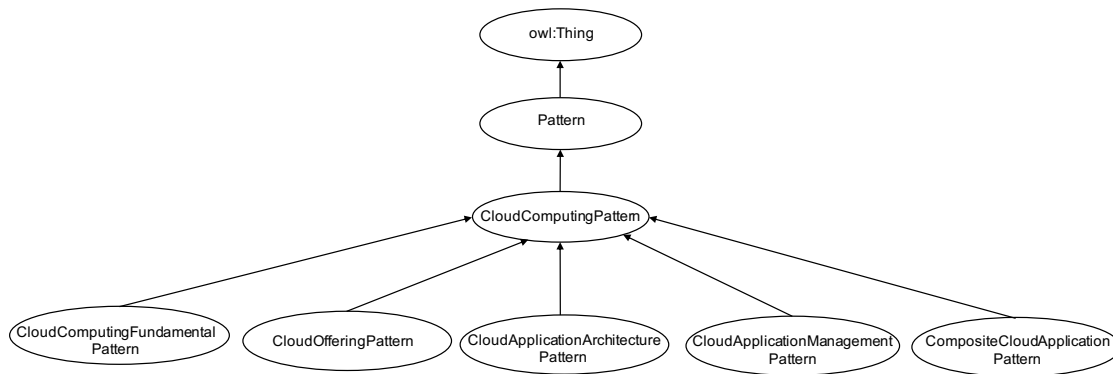 owl:Thing
Pattern
CloudComputingPattern
CloudComputingFundamental
Pattern
CloudOfferingPattern
CloudApplicationArchitecture
Pattern
CloudApplicationManagement
Pattern
CompositeCloudApplication
Pattern